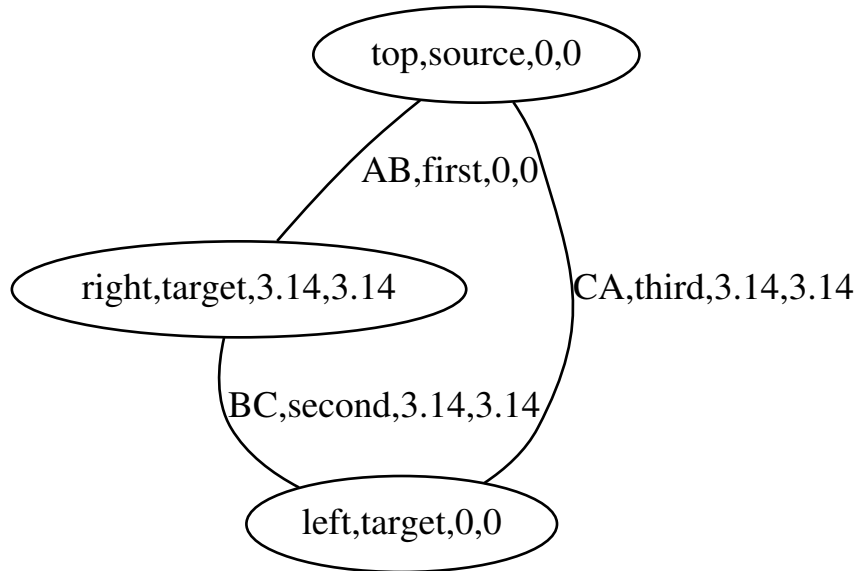 top,source,0,0
AB,first,0,0
right,target,3.14,3.14
CA,third,3.14,3.14
BC,second,3.14,3.14
left,target,0,0